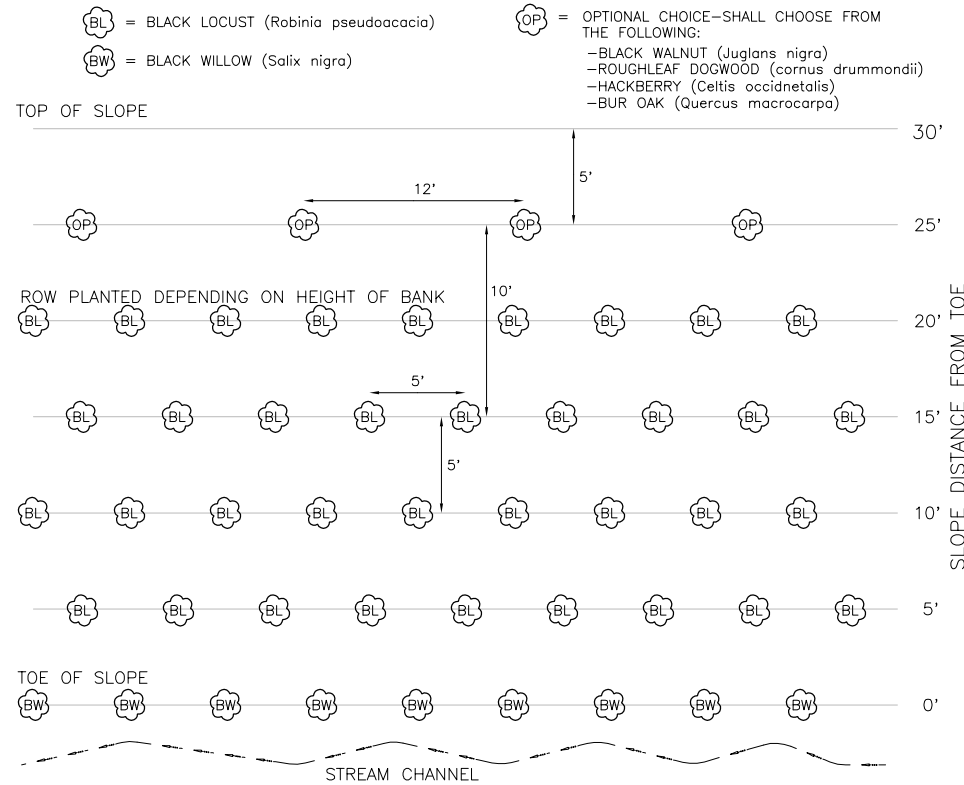 BL = BLACK LOCUST (Robinia pseudoacacia)
BW = BLACK WILLOW (Salix nigra)
OP = OPTIONAL CHOICE–SHALL CHOOSE FROM
THE FOLLOWING:
–BLACK WALNUT (Juglans nigra)
–ROUGHLEAF DOGWOOD (cornus drummondii)
–HACKBERRY (Celtis occidnetalis)
–BUR OAK (Quercus macrocarpa)
TOP OF SLOPE
30'
5'
12'
OP OP OP OP
25'
10'
ROW PLANTED DEPENDING ON HEIGHT OF BANK
BL BL BL BL BL BL BL BL BL
20'
5'
BL BL BL BL BL BL BL BL BL
15'
5'
BL BL BL BL BL BL BL BL BL
10'
BL BL BL BL BL BL BL BL BL
5'
TOE OF SLOPE
BW BW BW BW BW BW BW BW BW
0'
STREAM CHANNEL
SLOPE DISTANCE FROM TOE